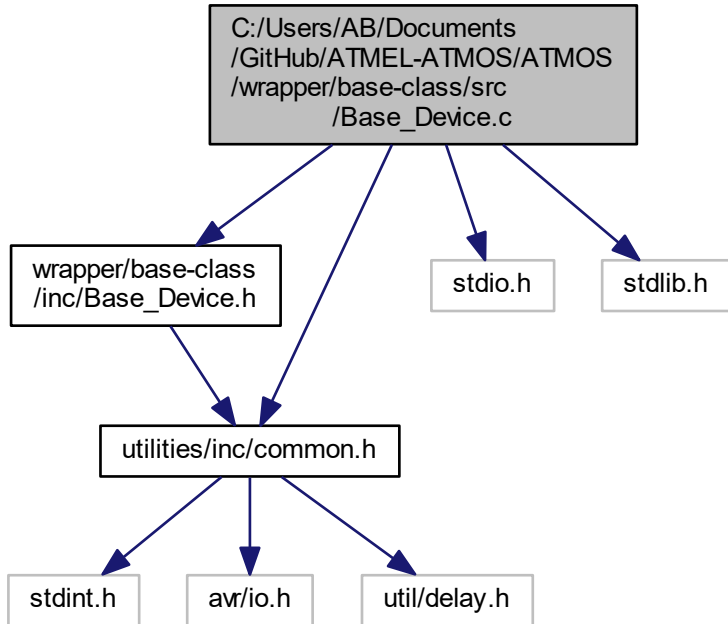 C:/Users/AB/Documents
/GitHub/ATMEL-ATMOS/ATMOS
/wrapper/base-class/src
/Base_Device.c
wrapper/base-class
/inc/Base_Device.h
stdio.h
stdlib.h
utilities/inc/common.h
stdint.h
avr/io.h
util/delay.h